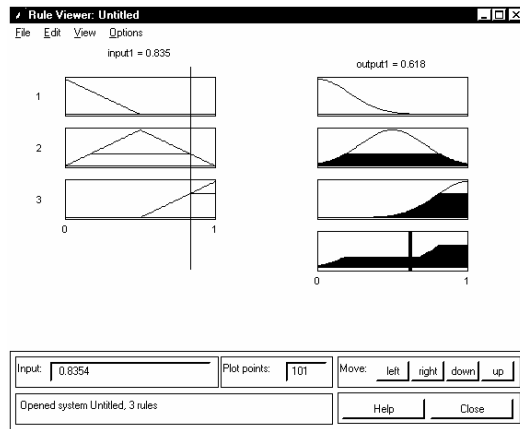 Rule Viewer: Untitled
File Edit View Options
input1 = 0.835
output1 = 0.618
1
2
3
0 1
0 1
Input: 0.8354
Plot points: 101
Move: left right down up
Opened system Untitled, 3 rules
Help Close